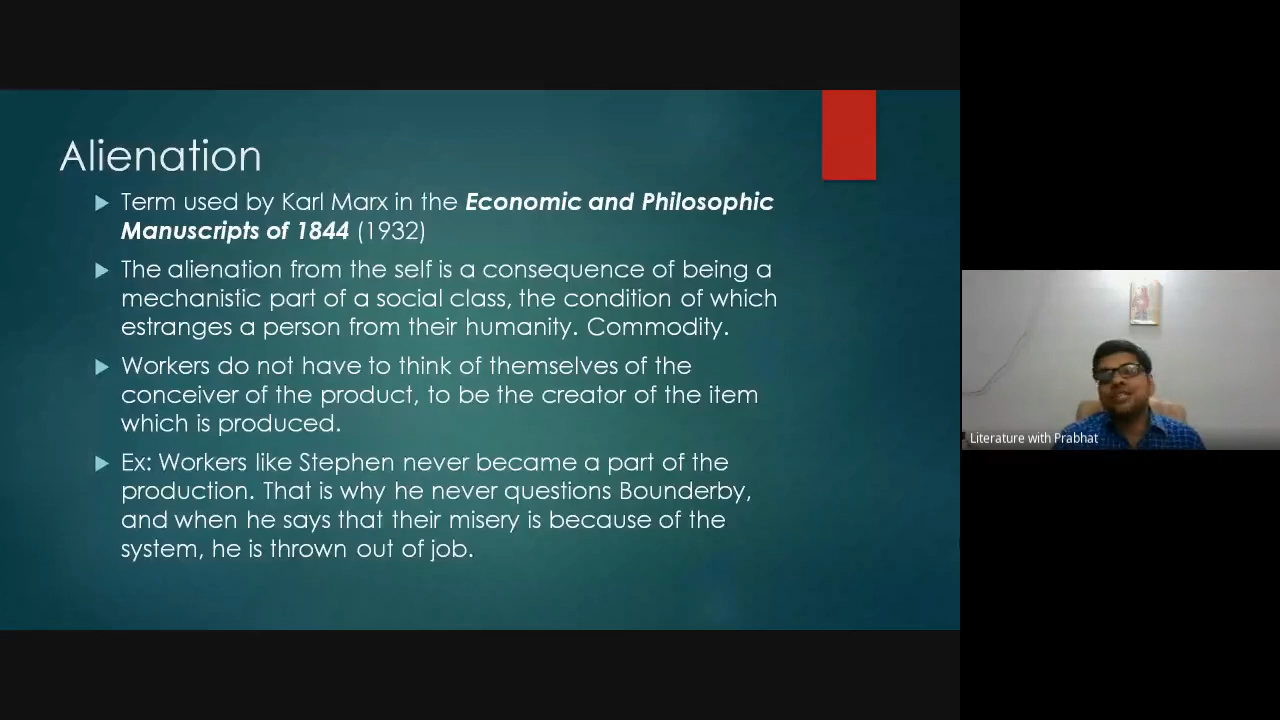 Alienation
Term used by Karl Marx in the Economic and Philosophic
Manuscripts of 1844 (1932)
The alienation from the self is a consequence of being a
mechanistic part of a social class, the condition of which
estranges a person from their humanity. Commodity.
Workers do not have to think of themselves of the
conceiver of the product, to be the creator of the item
which is produced.
Ex: Workers like Stephen never became a part of the
production. That is why he never questions Bounderby,
and when he says that their misery is because of the
system, he is thrown out of job.
Literature with Prabhat